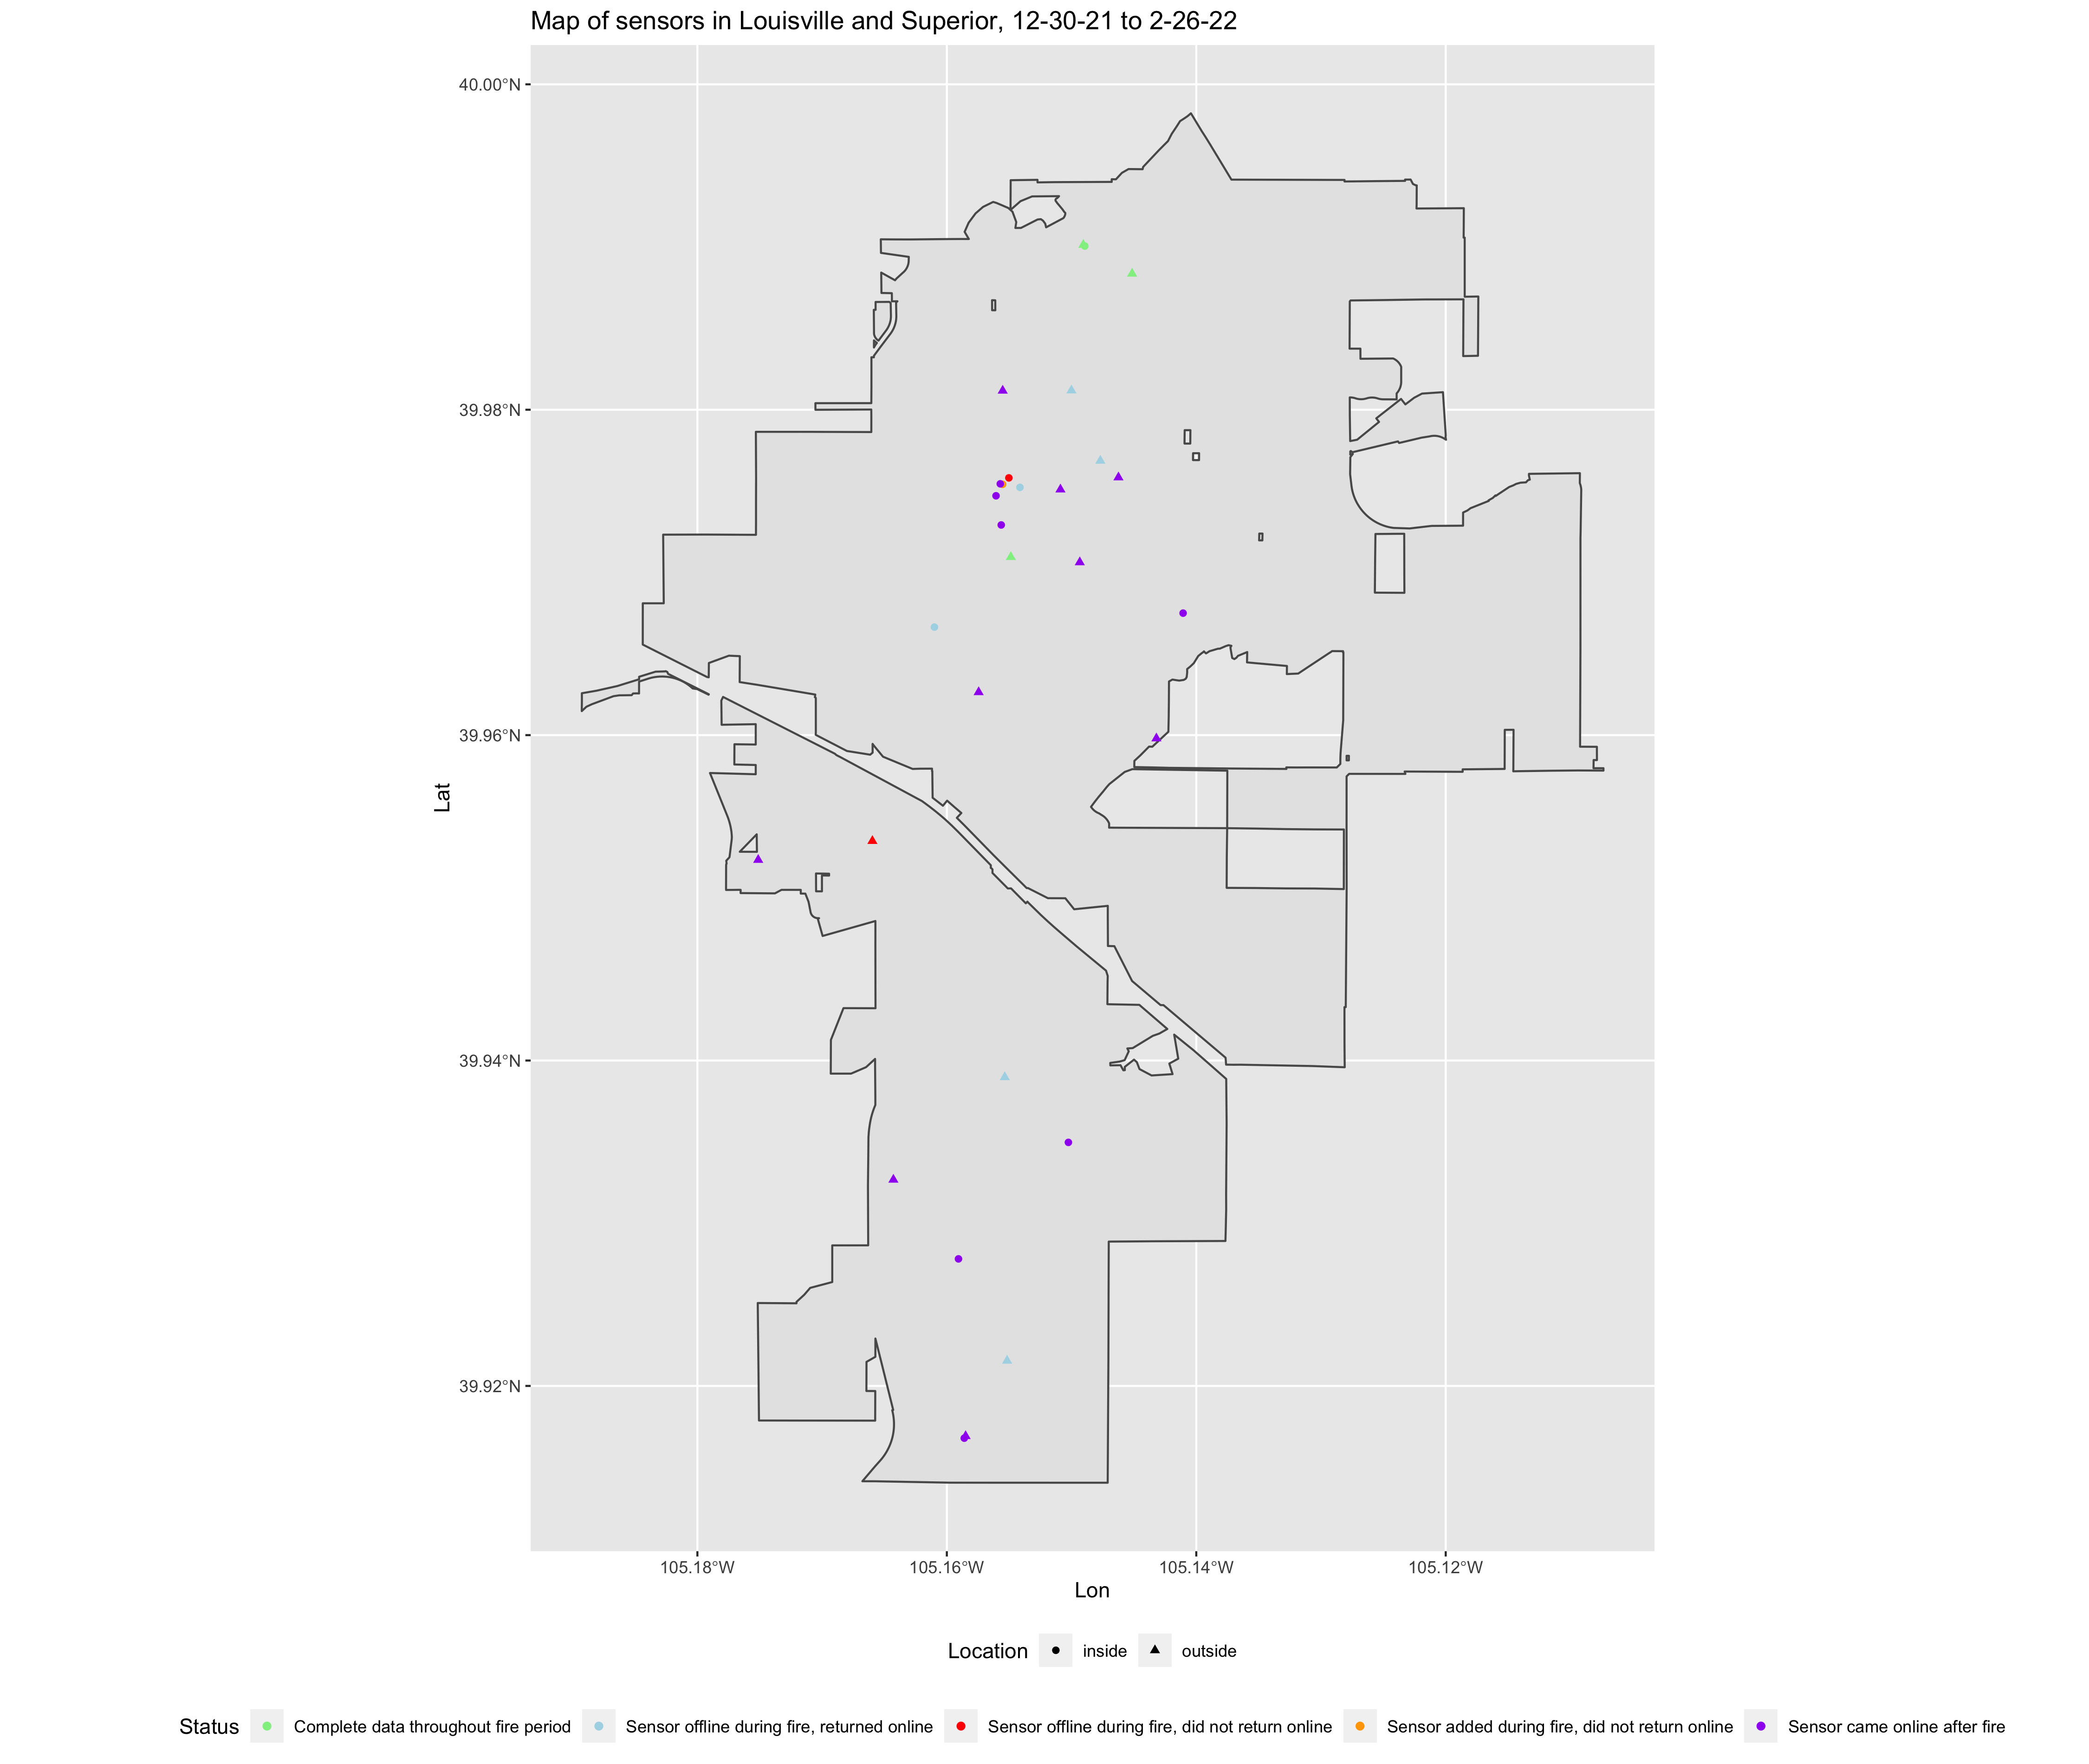 Map of sensors in Louisville and Superior, 12-30-21 to 2-26-22
40.00°N
39.98°N
39.96°N
Lat
39.94°N
39.92°N
105.18°W 105.16°W 105.14°W 105.12°W
Lon
Location inside outside
Status Complete data throughout fire period Sensor offline during fire, returned online Sensor offline during fire, did not return online Sensor added during fire, did not return online Sensor came online after fire